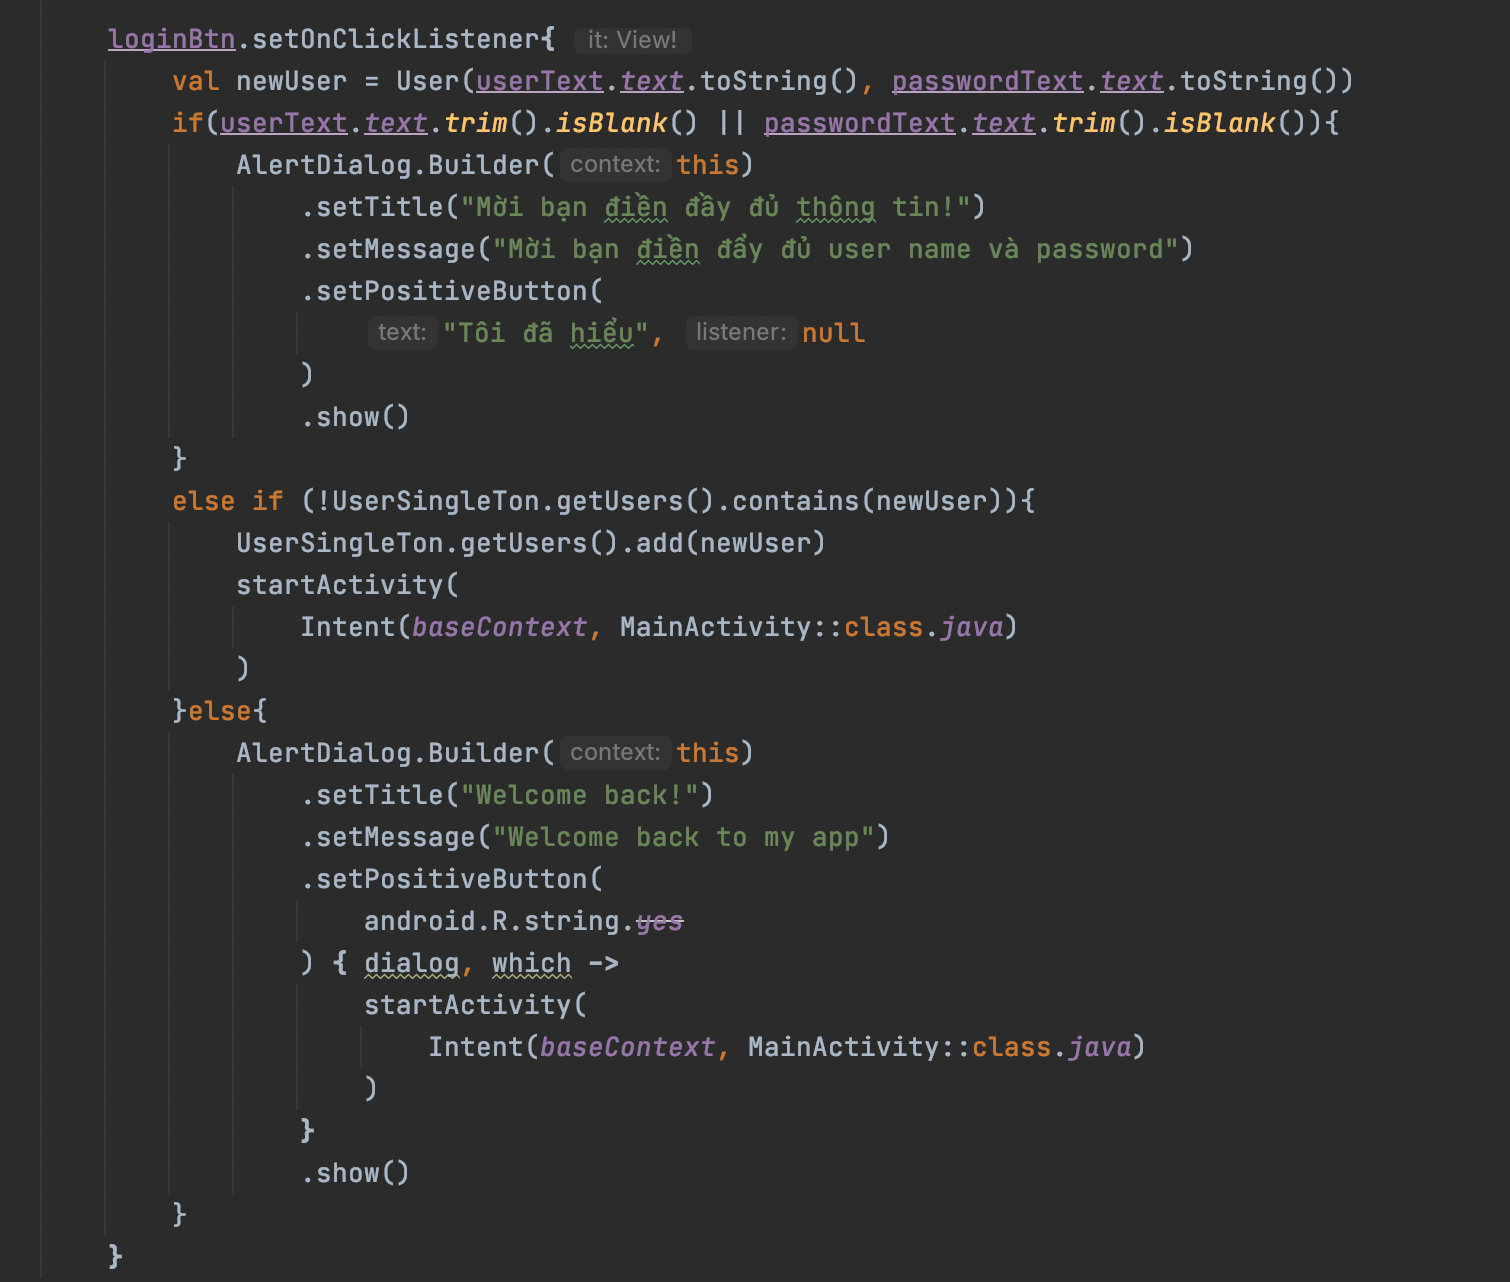 loginBtn.setOnClickListener{ it: View!
val newUser = User(userText.text.toString(), passwordText.text.toString())
if(userText.text.trim().isBlank() || passwordText.text.trim().isBlank()){
AlertDialog.Builder( context: this)
.setTitle("Mời bạn điền đầy đủ thông tin!")
.setMessage("Mời bạn điền đẩy đủ user name và password")
.setPositiveButton(
text: "Tôi đã hiểu", listener: null
)
.show()
}
else if (!UserSingleTon.getUsers().contains(newUser)){
UserSingleTon.getUsers().add(newUser)
startActivity(
Intent(baseContext, MainActivity::class.java)
)
}else{
AlertDialog.Builder( context: this)
.setTitle("Welcome back!")
.setMessage("Welcome back to my app")
.setPositiveButton(
android.R.string.yes
) { dialog, which ->
startActivity(
Intent(baseContext, MainActivity::class.java)
)
}
.show()
}
}